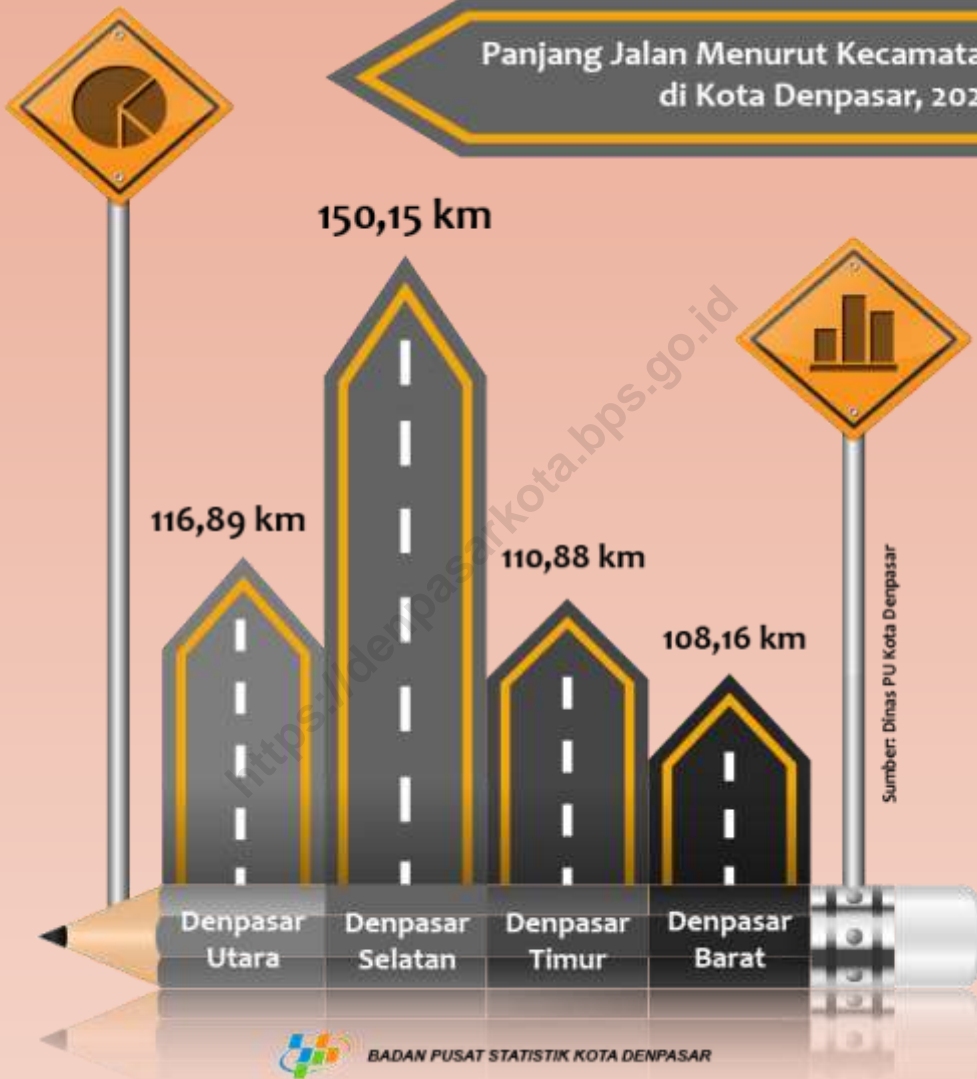 Panjang Jalan Menurut Kecamata
di Kota Denpasar, 202
150,15 km
116,89 km
110,88 km
108,16 km
https://denpasarkota.bps.go.id
Sumber: Dinas PU Kota Denpasar
Denpasar
Utara
Denpasar
Selatan
Denpasar
Timur
Denpasar
Barat
BADAN PUSAT STATISTIK KOTA DENPASAR